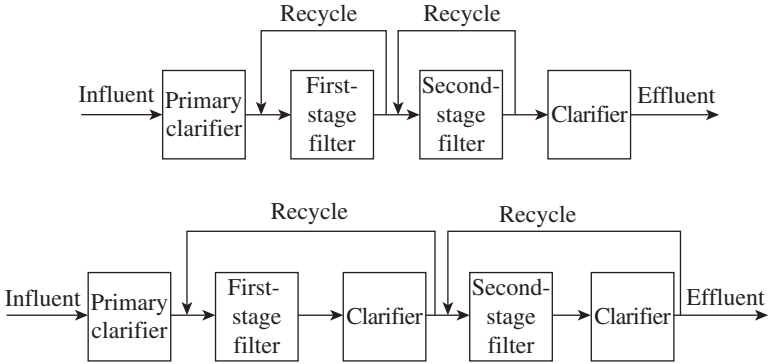 Recycle
Recycle
Influent
Primary
clarifier
First-
stage
filter
Second-
stage
filter
Clarifier
Effluent
Recycle
Recycle
Influent
Primary
clarifier
First-
stage
filter
Clarifier
Second-
stage
filter
Clarifier
Effluent